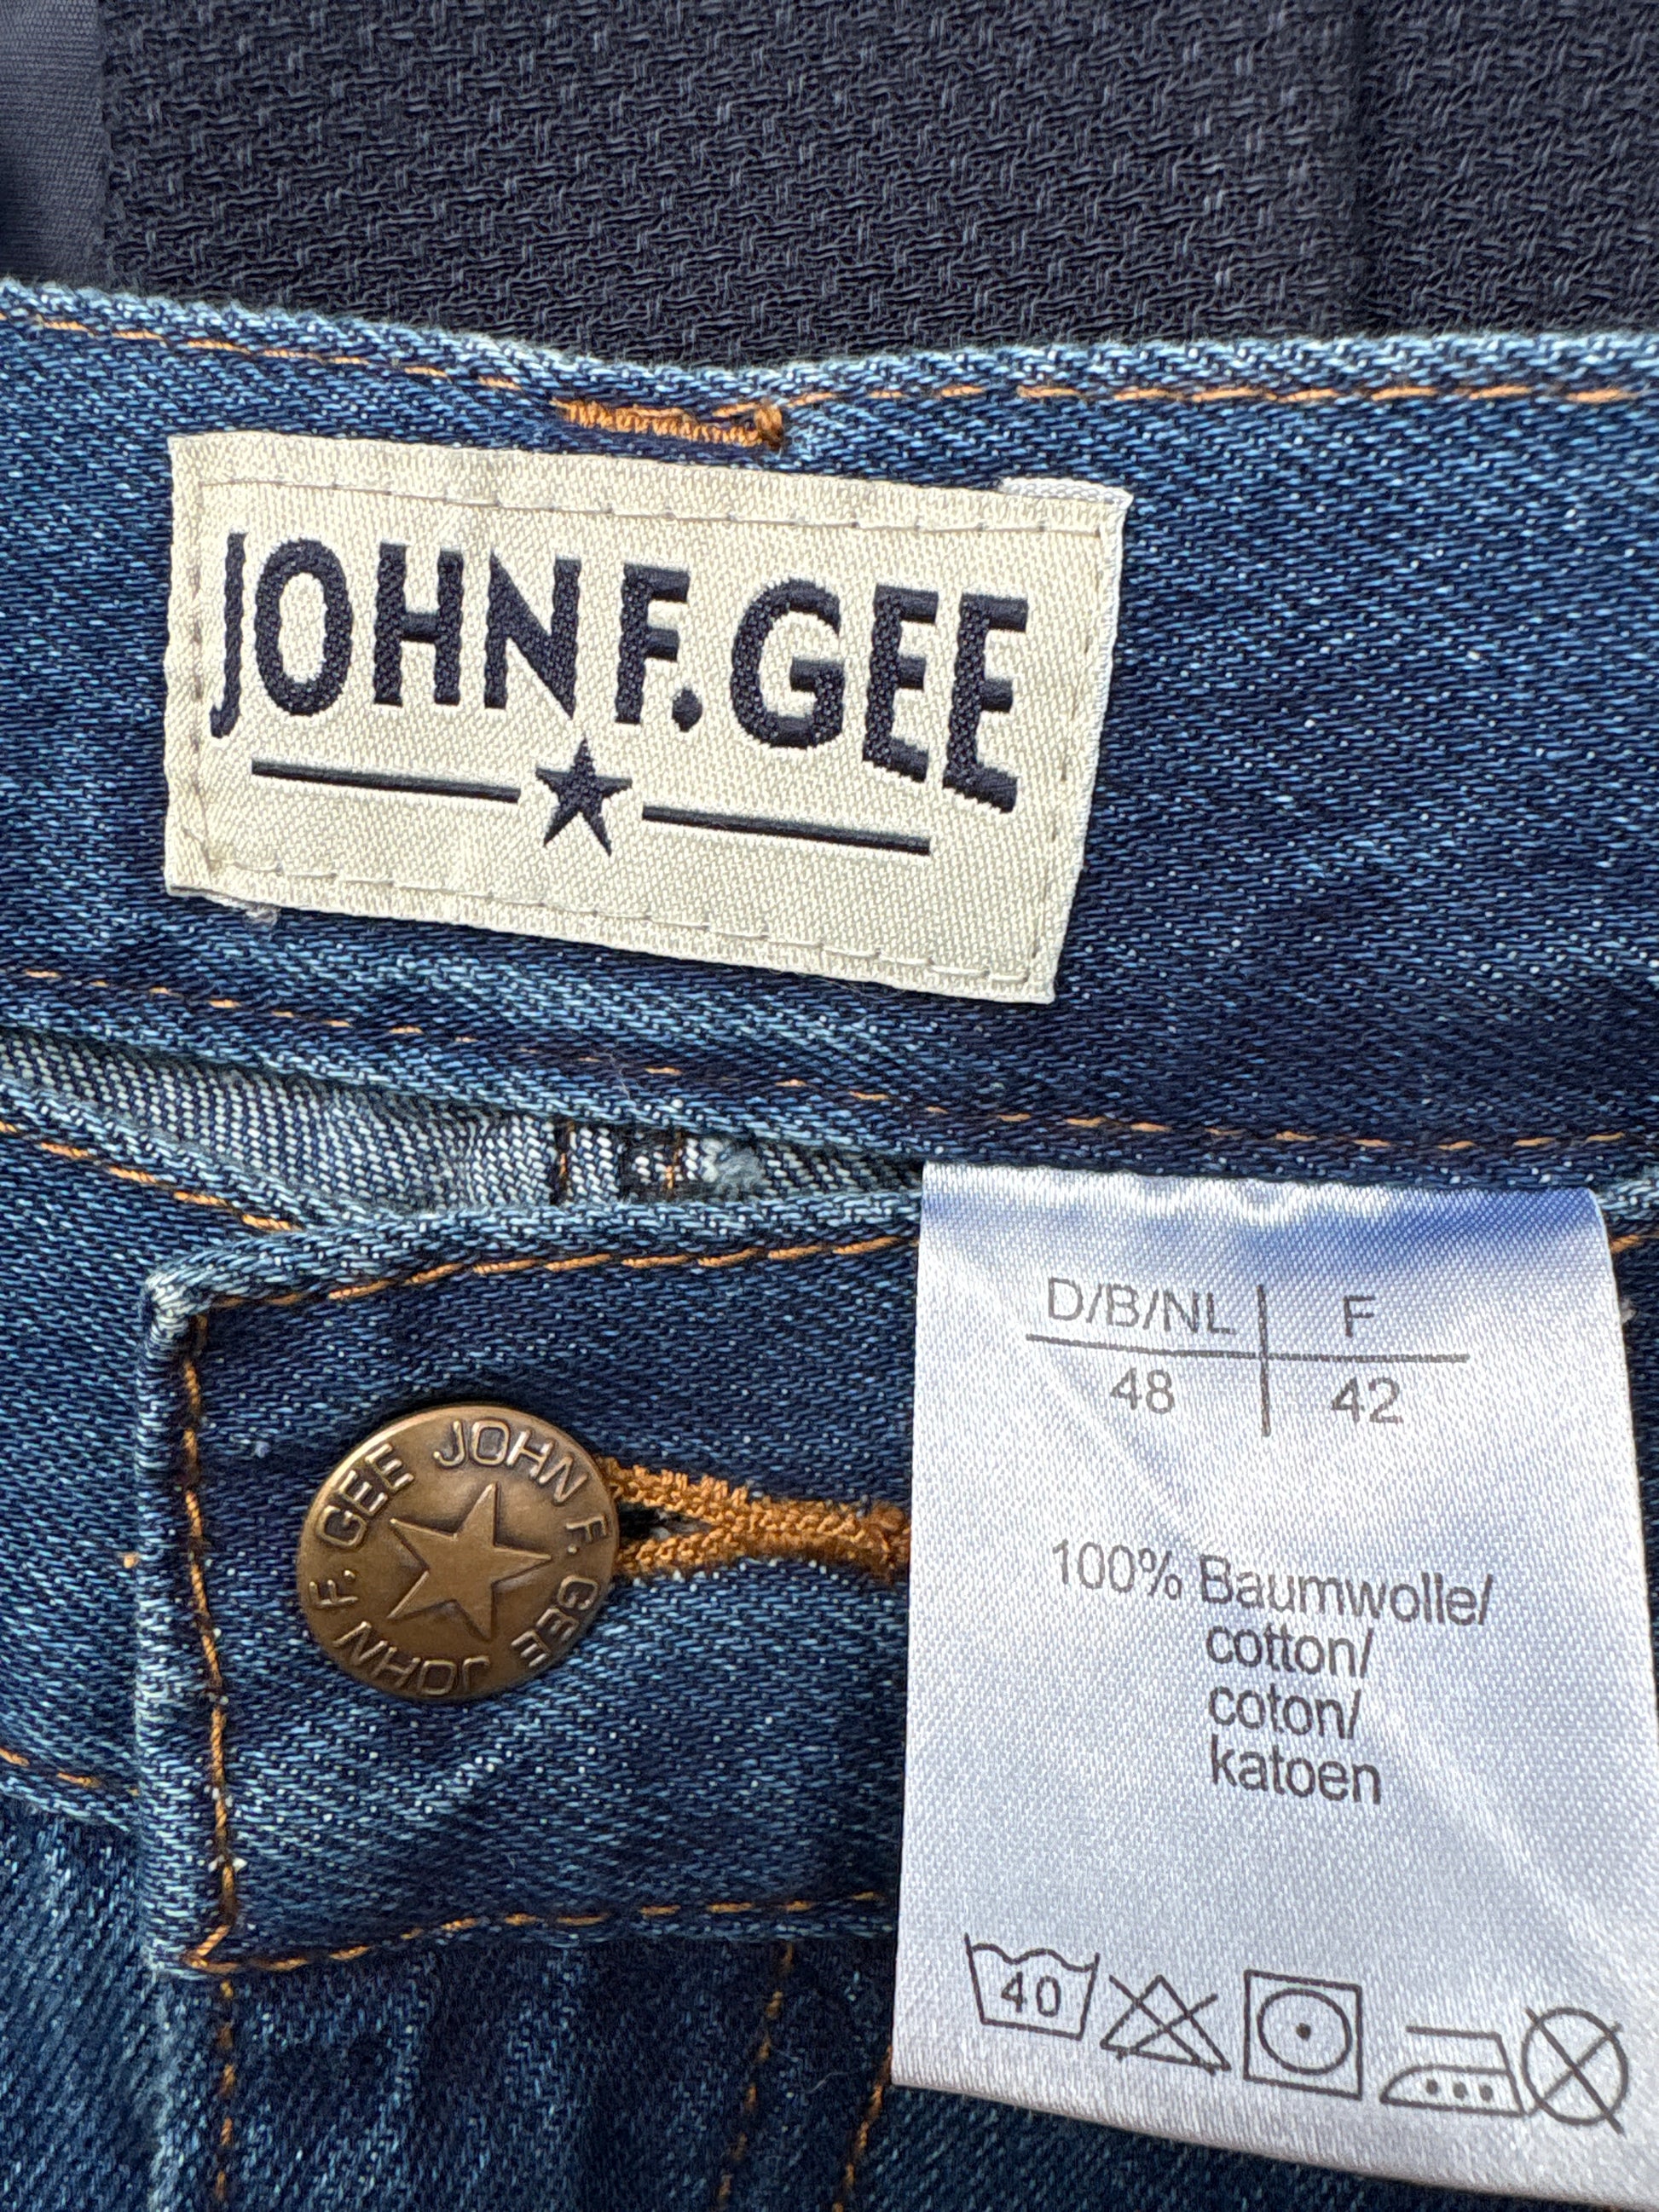 JOHN F. GEE
JOHN F. GEE JOHN F. GEE
D/B/NL F
48 42
100% Baumwolle/
cotton/
coton/
katoen
40